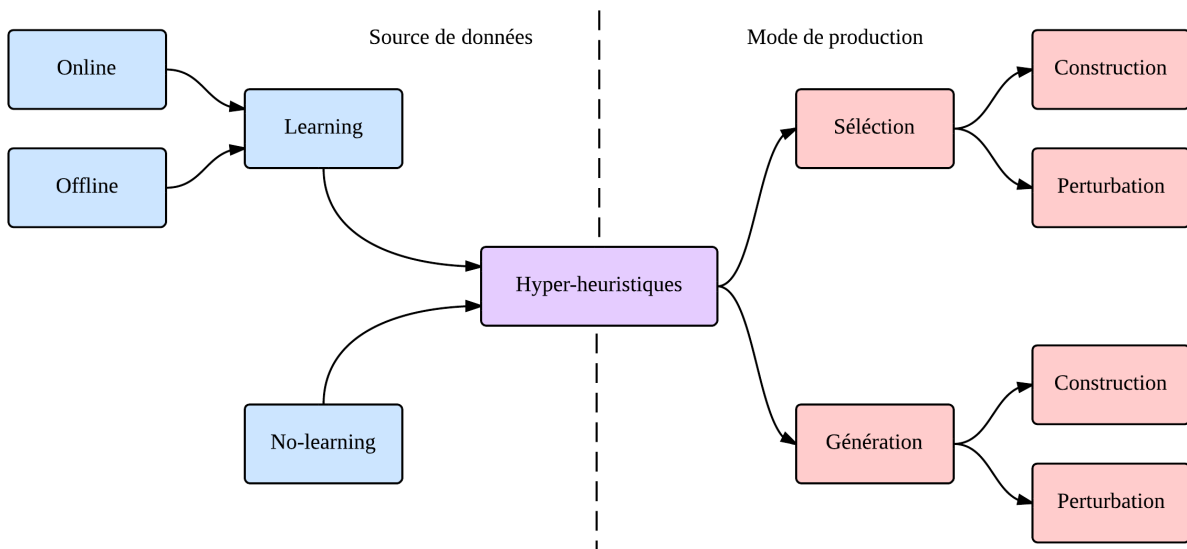 Source de données
Mode de production
Online
Construction
Learning
Séléction
Offline
Perturbation
Hyper-heuristiques
Construction
No-learning
Génération
Perturbation